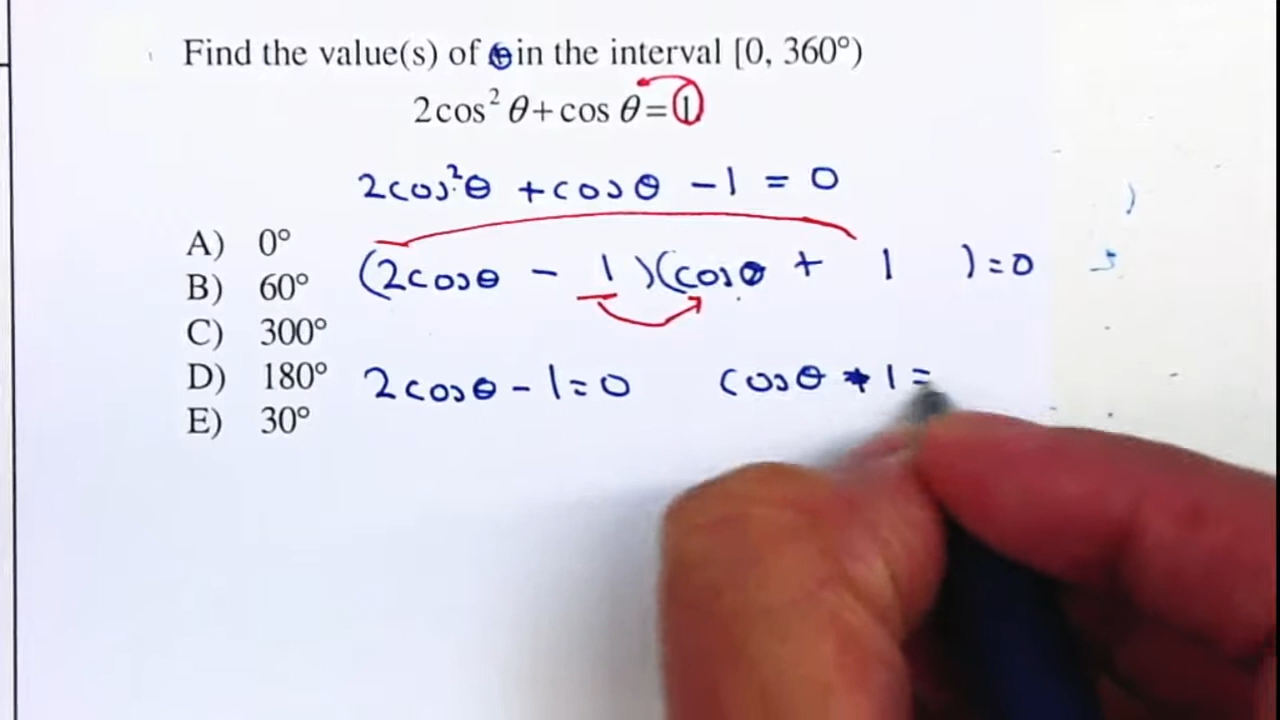 Find the value(s) of θ in the interval [0, 360°)
2cos² θ + cos θ = 1
2cos²θ + cosθ - 1 = 0
A) 0°
(2cosθ - 1)(cosθ + 1) = 0
B) 60°
C) 300°
D) 180°
2cosθ - 1 = 0 cosθ + 1 =
E) 30°